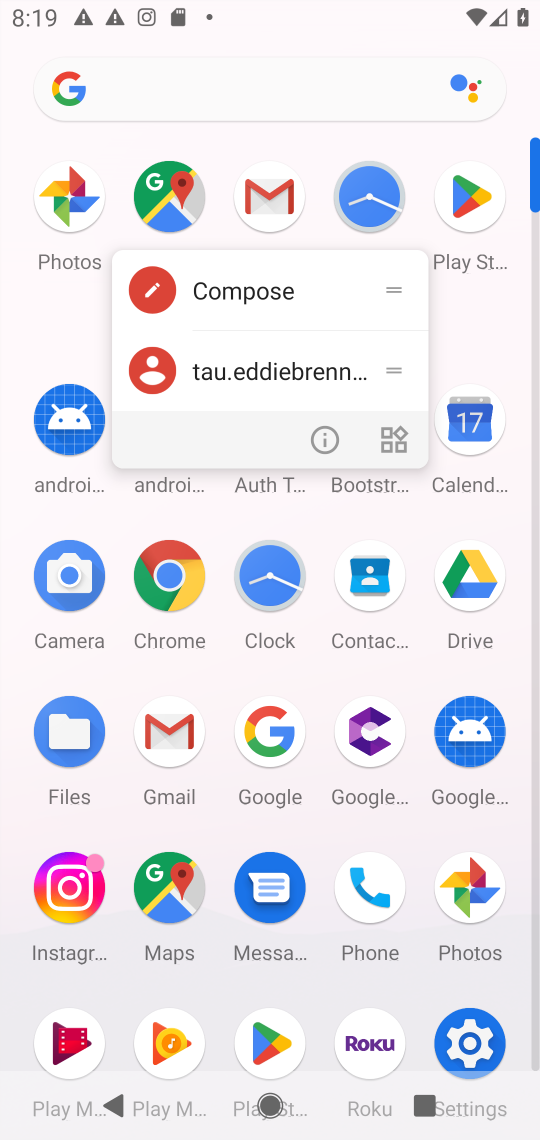 8:19
Photos
Play St...
Compose
tau.eddiebrenn...
androi...
androi...
Auth T...
Bootstr...
17
Calend...
Camera
Chrome
Clock
Contac...
Drive
Files
Gmail
Google
Google...
Google...
Instagr...
Maps
Messa...
Phone
Photos
Roku
Play M...
Play M...
Play St...
Roku
Settings